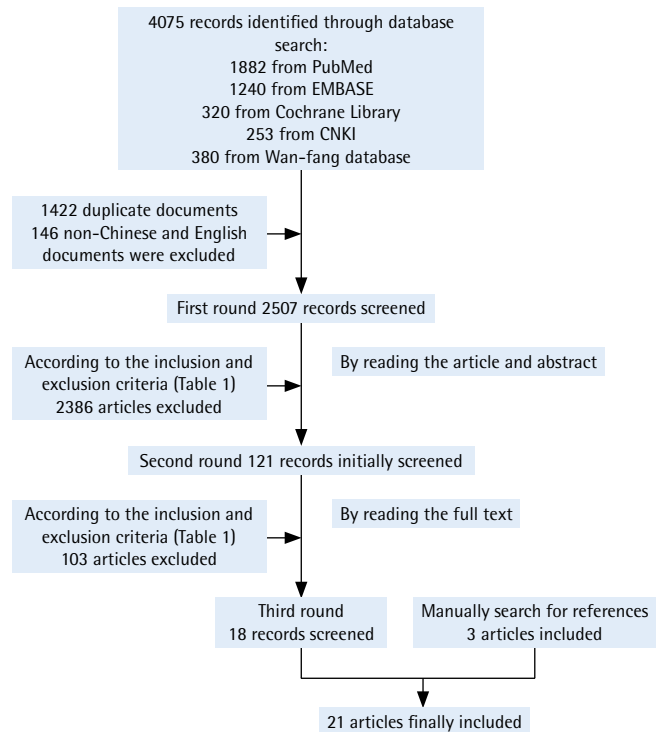 4075 records identified through database
search:
1882 from PubMed
1240 from EMBASE
320 from Cochrane Library
253 from CNKI
380 from Wan-fang database
1422 duplicate documents
146 non-Chinese and English
documents were excluded
First round 2507 records screened
According to the inclusion and
exclusion criteria (Table 1)
2386 articles excluded
By reading the article and abstract
Second round 121 records initially screened
According to the inclusion and
exclusion criteria (Table 1)
103 articles excluded
By reading the full text
Third round
18 records screened
Manually search for references
3 articles included
21 articles finally included